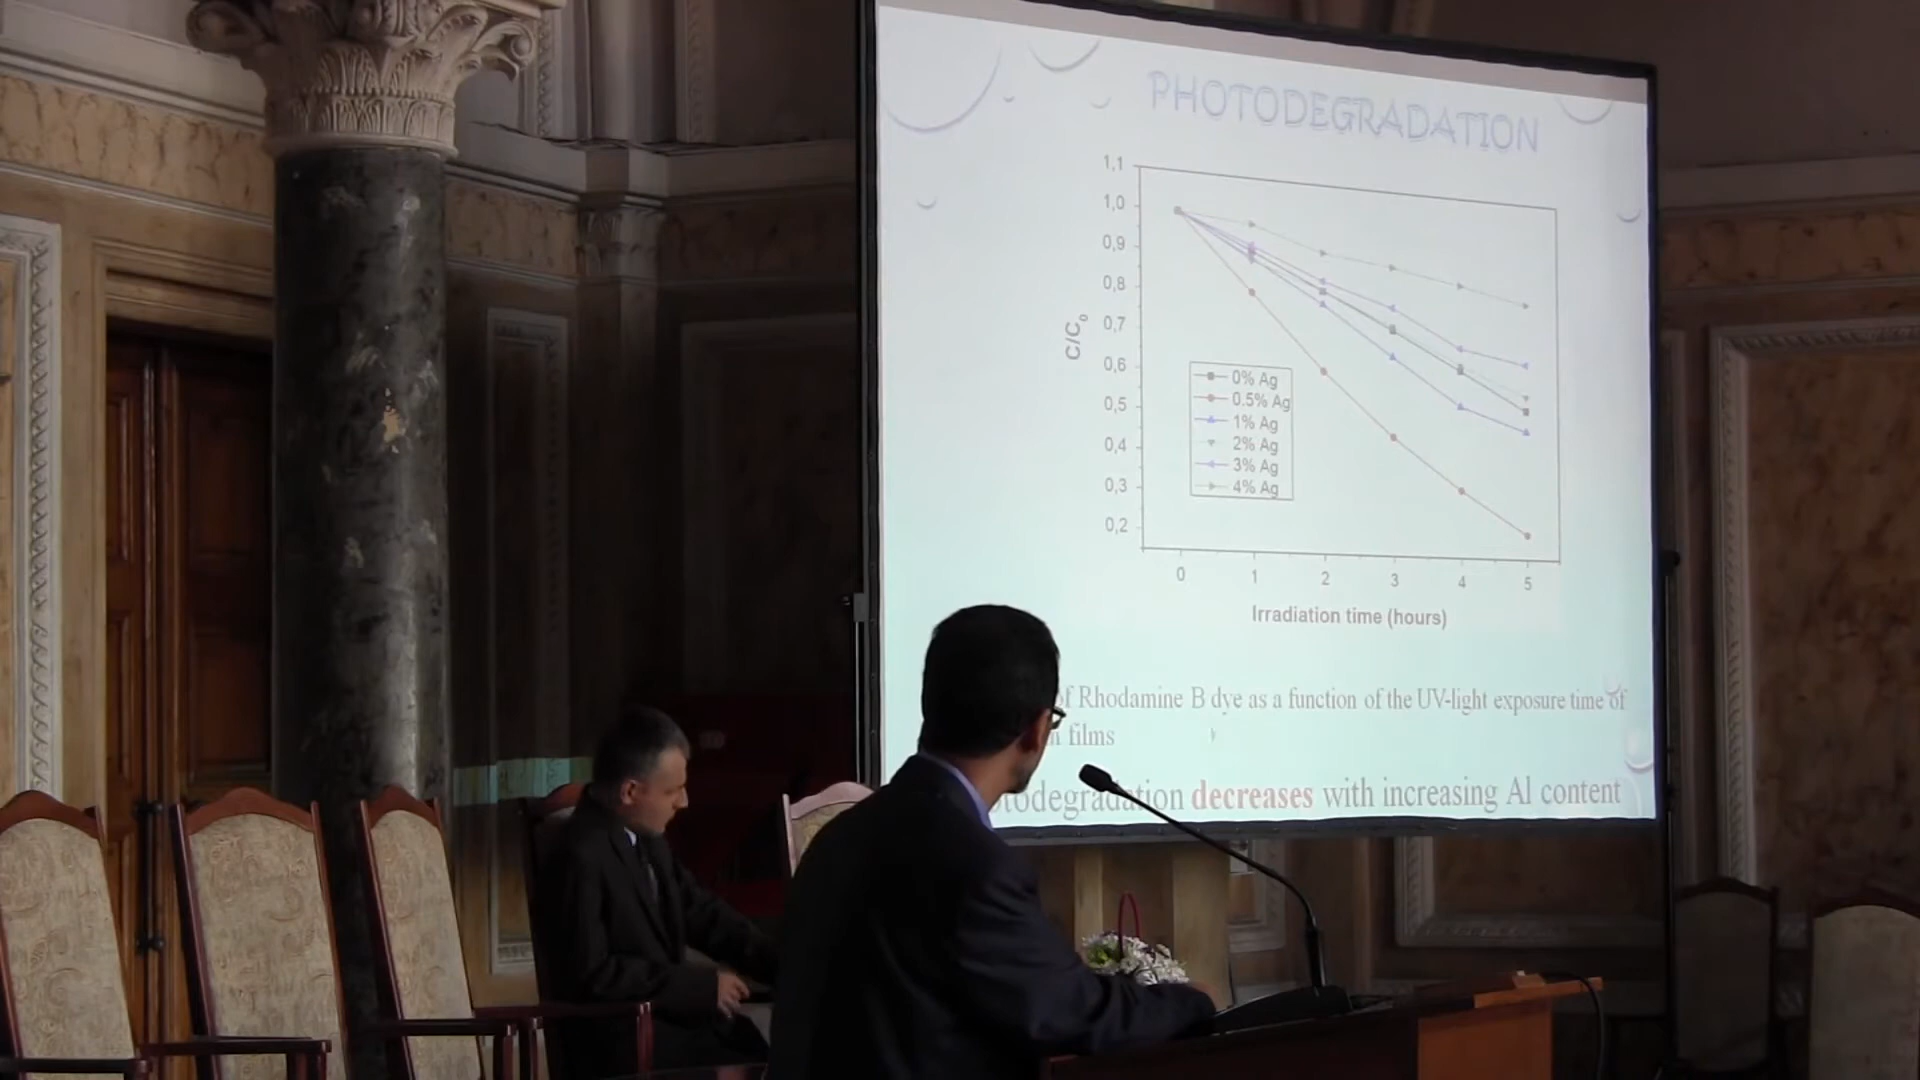 PHOTODEGRADATION
1,1
1,0
0,9
0,8
0,7
0,6
0,5
0,4
0,3
0,2
C/C0
0% Ag
0.5% Ag
1% Ag
2% Ag
3% Ag
4% Ag
0 1 2 3 4 5
Irradiation time (hours)
of Rhodamine B dye as a function of the UV-light exposure time of
films
decreases with increasing Al content